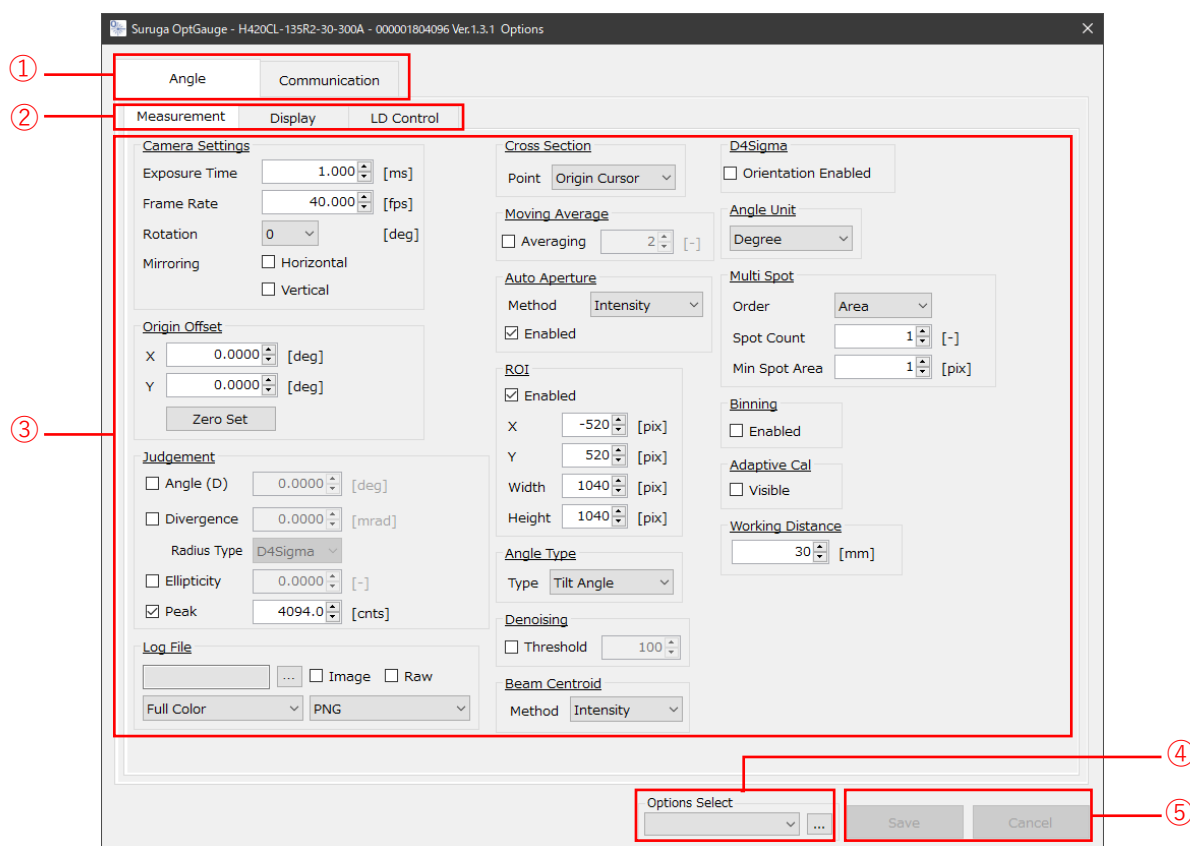 Suruga OptGauge - H420CL-135R2-30-300A - 000001804096 Ver.1.3.1 Options
①
Angle
Communication
②
Measurement
Display
LD Control
③
Camera Settings
Exposure Time 1.000 [ms]
Frame Rate 40.000 [fps]
Rotation 0 [deg]
Mirroring Horizontal
Vertical
Origin Offset
X 0.0000 [deg]
Y 0.0000 [deg]
Zero Set
Judgement
Angle (D) 0.0000 [deg]
Divergence 0.0000 [mrad]
Radius Type D4Sigma
Ellipticity 0.0000 [-]
Peak 4094.0 [cnts]
Log File
... Image Raw
Full Color PNG
Cross Section
Point Origin Cursor
Moving Average
Averaging 2 [-]
Auto Aperture
Method Intensity
Enabled
ROI
Enabled
X -520 [pix]
Y 520 [pix]
Width 1040 [pix]
Height 1040 [pix]
Angle Type
Type Tilt Angle
Denoising
Threshold 100
Beam Centroid
Method Intensity
D4Sigma
Orientation Enabled
Angle Unit
Degree
Multi Spot
Order Area
Spot Count 1 [-]
Min Spot Area 1 [pix]
Binning
Enabled
Adaptive Cal
Visible
Working Distance
30 [mm]
④
Options Select
...
Save
Cancel
⑤